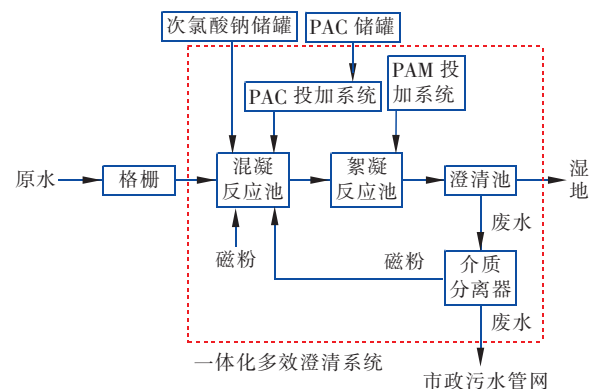 次氯酸钠储罐
PAC 储罐
PAC 投加系统
PAM 投
加系统
原水
格栅
混凝
反应池
絮凝
反应池
澄清池
湿
地
废水
磁粉
磁粉
介质
分离器
废水
一体化多效澄清系统
市政污水管网